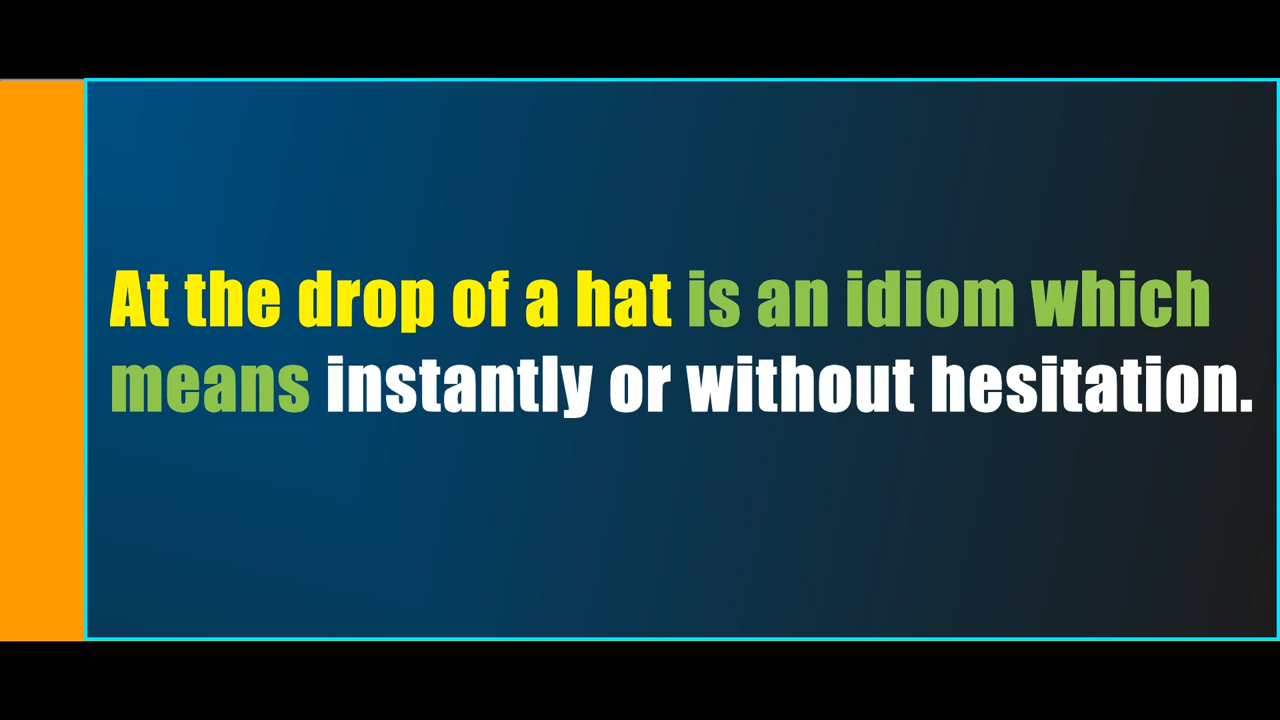 At the drop of a hat is an idiom which
means instantly or without hesitation.